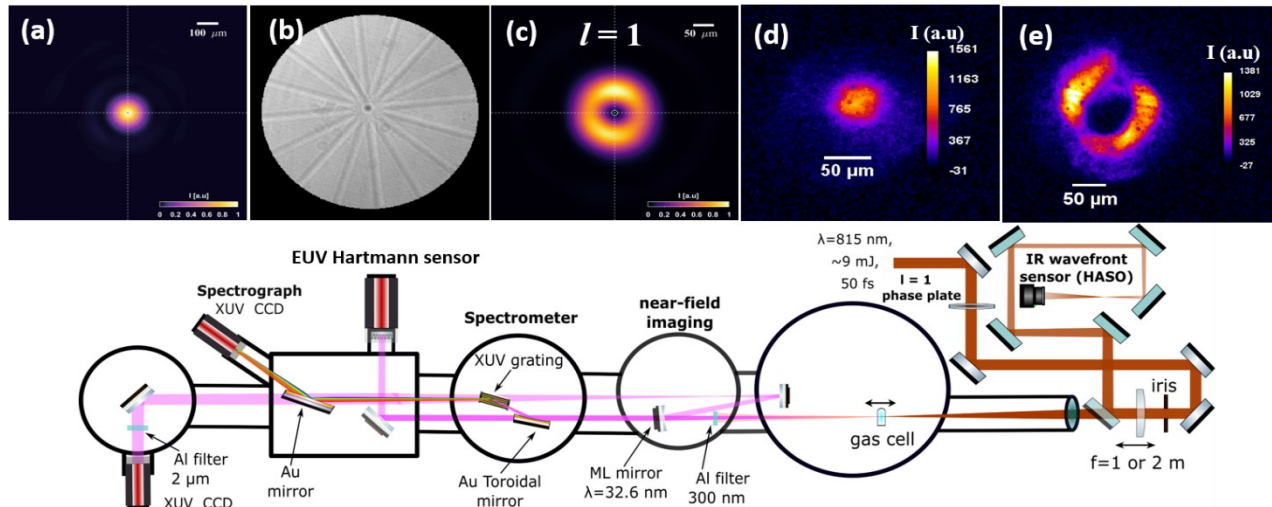 (a)
100 μm
I [a.u]
0 0.2 0.4 0.6 0.8 1
(b)
(c)
l = 1
50 μm
I [a.u]
0 0.2 0.4 0.6 0.8 1
(d)
I (a.u)
1561
1163
765
367
-31
50 μm
(e)
I (a.u)
1381
1029
677
325
-27
50 μm
EUV Hartmann sensor
Spectrograph
XUV CCD
Spectrometer
XUV grating
near-field
imaging
λ=815 nm,
~9 mJ,
50 fs
l = 1
phase plate
IR wavefront
sensor (HASO)
iris
gas cell
f=1 or 2 m
Al filter
2 μm
XUV CCD
Au
mirror
Au Toroidal
mirror
ML mirror
λ=32.6 nm
Al filter
300 nm